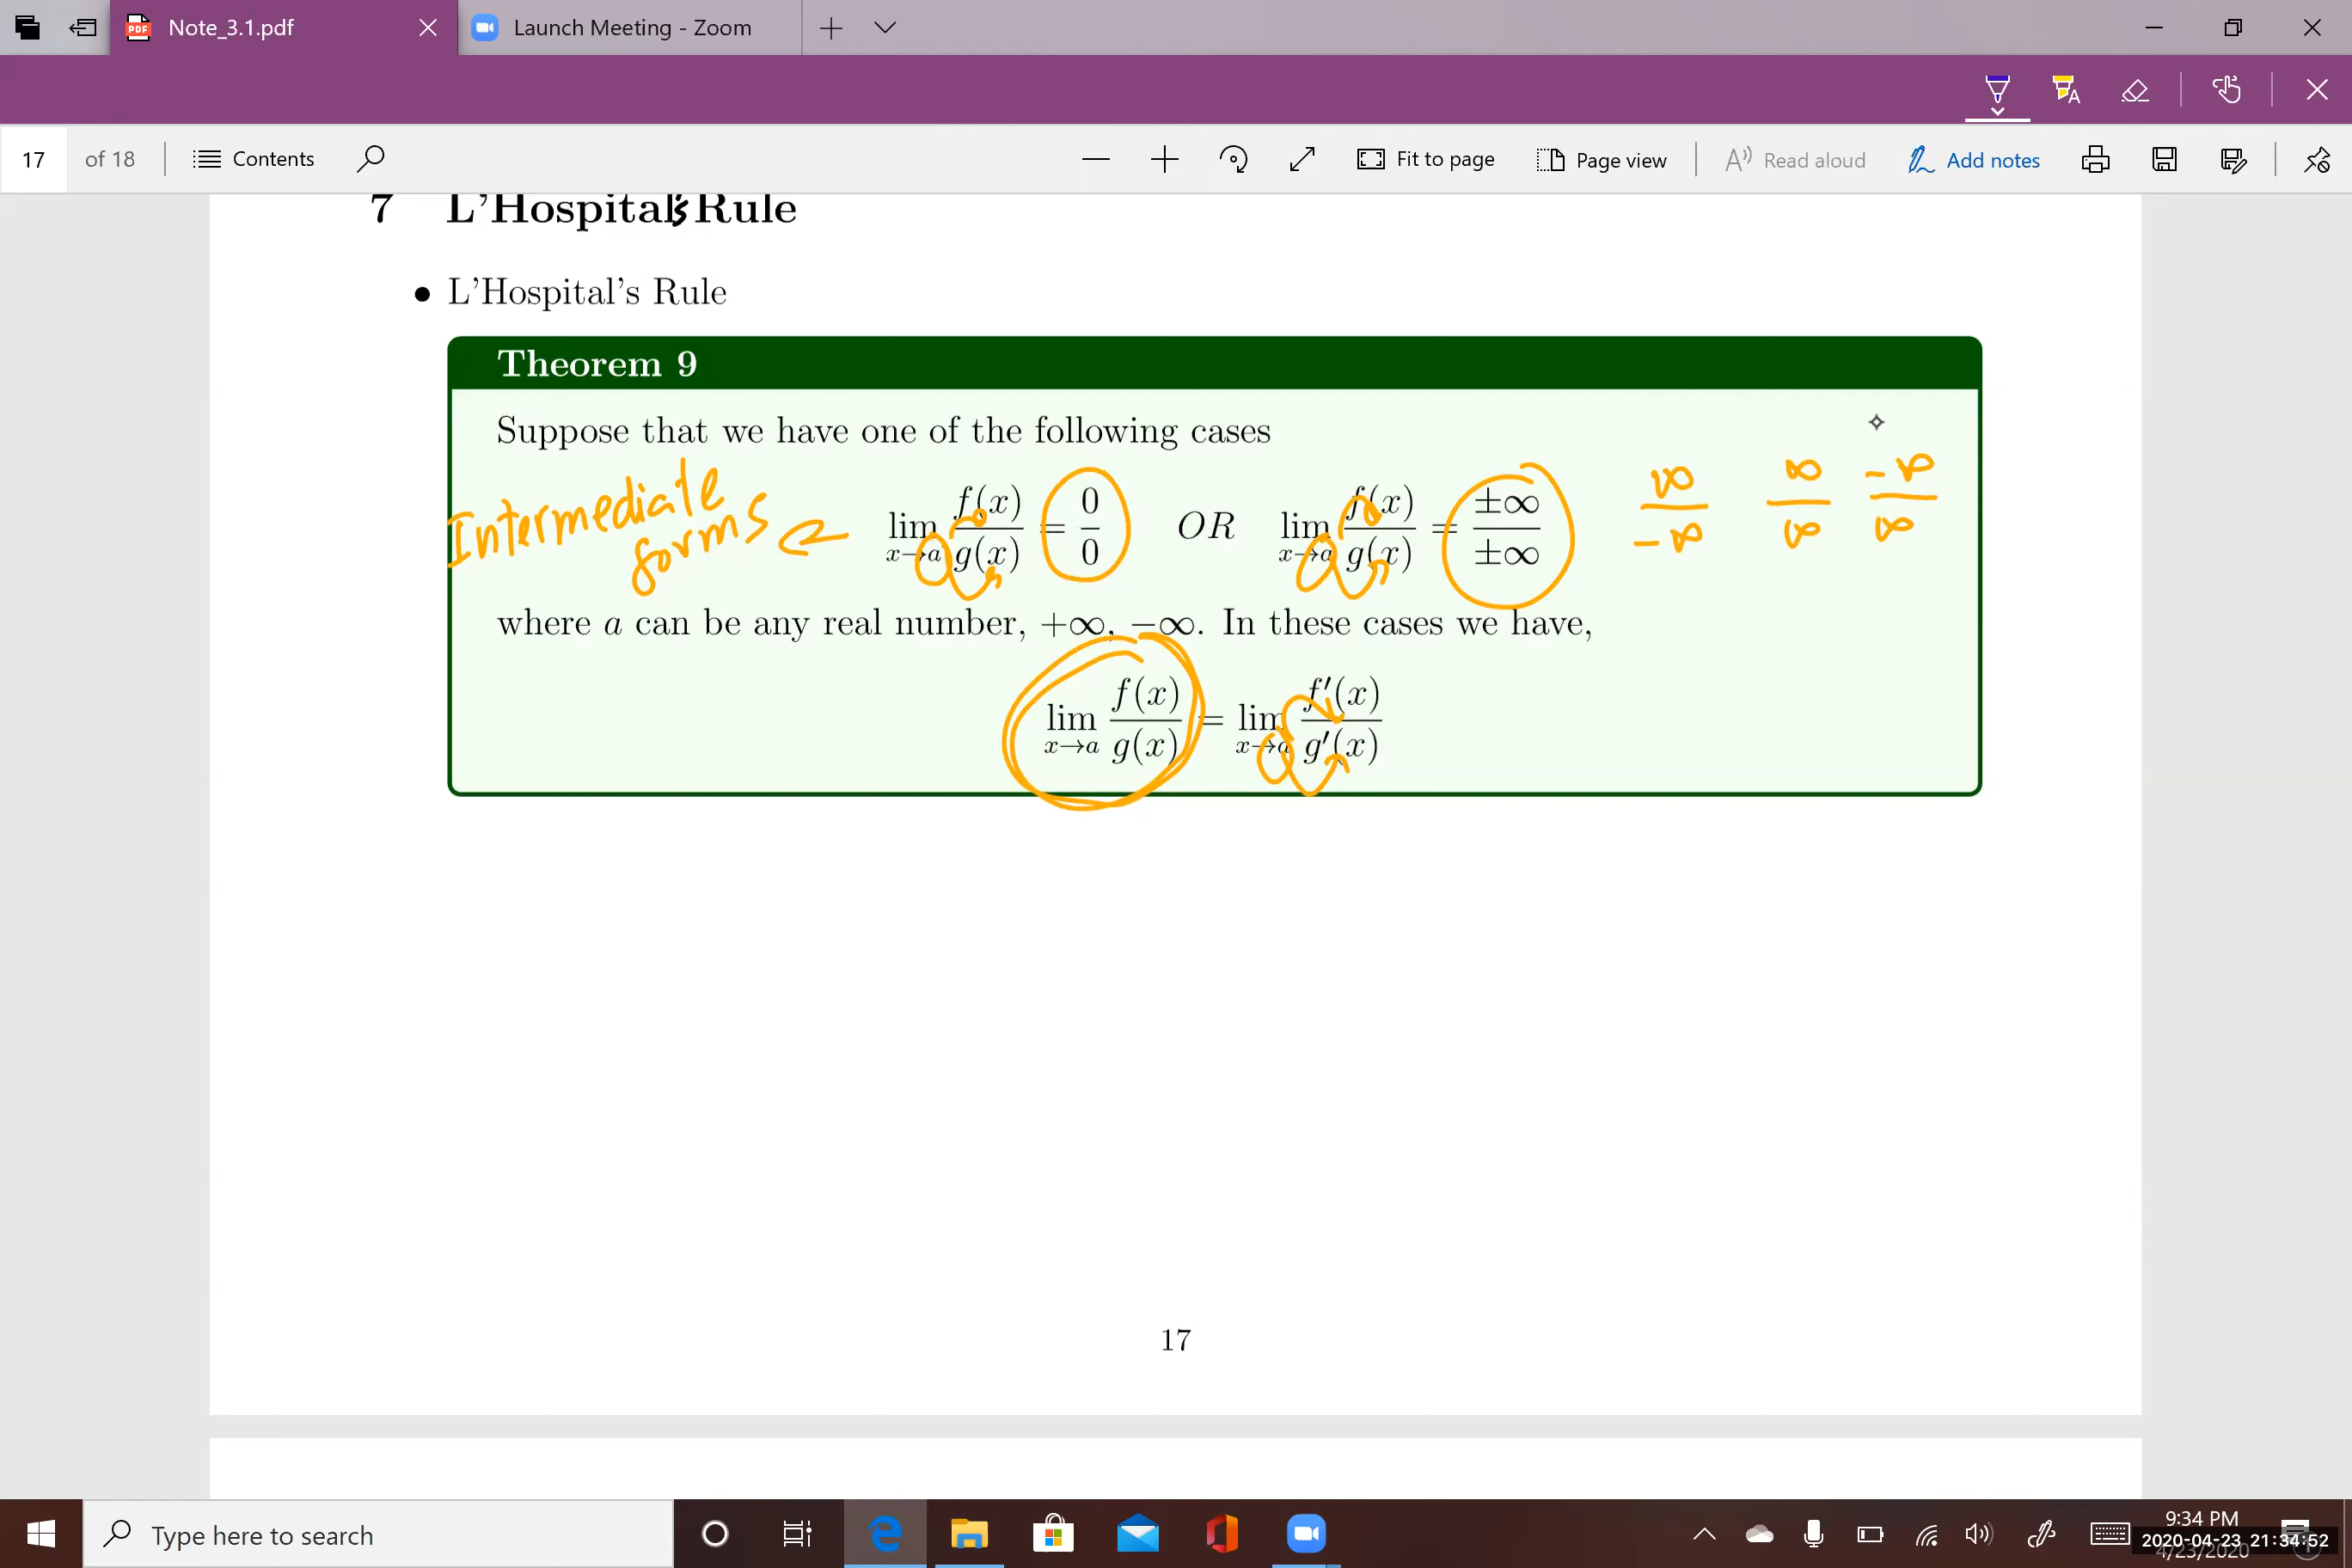 Note_3.1.pdf
Launch Meeting - Zoom
17 of 18 Contents Fit to page Page view Read aloud Add notes
7 L'Hospital's Rule
• L'Hospital's Rule
Theorem 9
Suppose that we have one of the following cases
Intermediate forms
lim x→a f(x)/g(x) = 0/0 OR lim x→a f(x)/g(x) = ±∞/±∞ ∞/-∞ ∞/∞ -∞/∞
where a can be any real number, +∞, −∞. In these cases we have,
lim x→a f(x)/g(x) = lim x→a f′(x)/g′(x)
17
Type here to search
9:34 PM
2020-04-23 21:34:52
4/23/2020